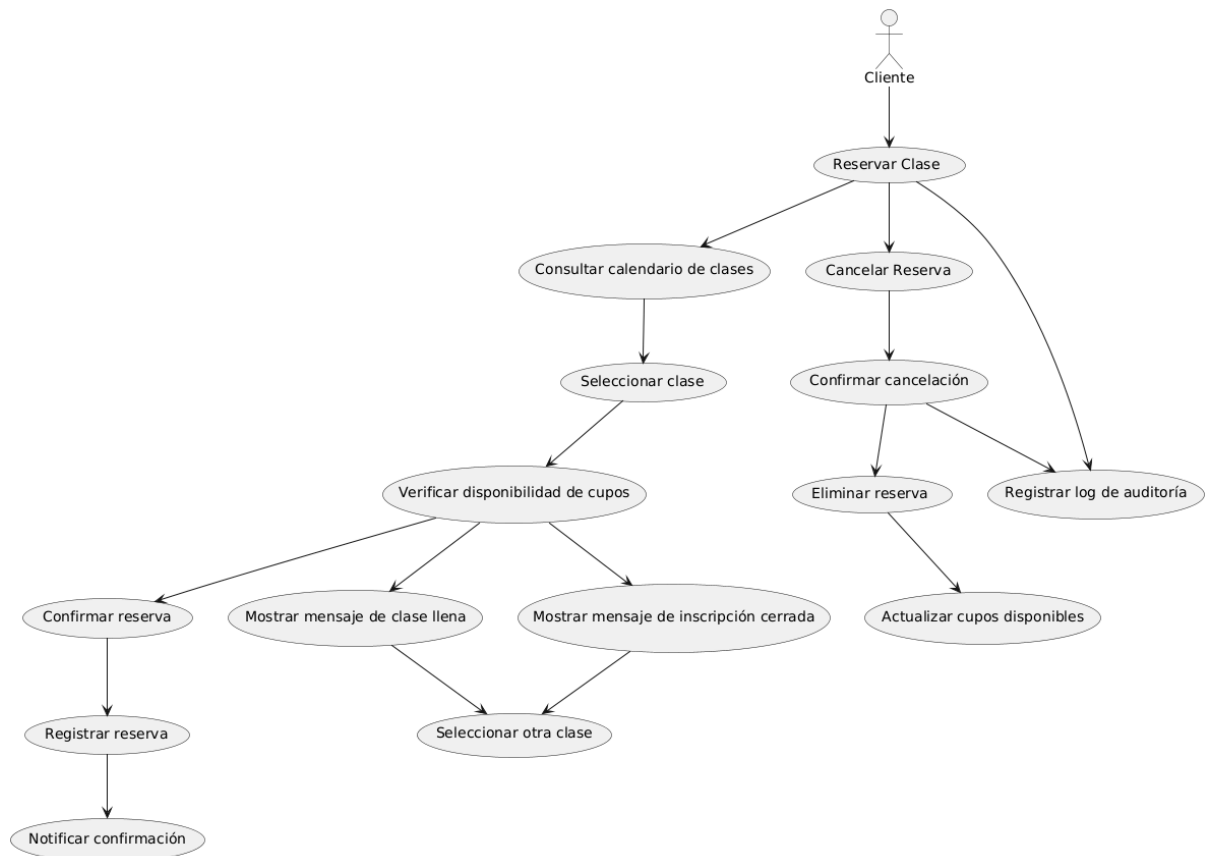 Cliente
Reservar Clase
Consultar calendario de clases
Cancelar Reserva
Seleccionar clase
Confirmar cancelación
Verificar disponibilidad de cupos
Eliminar reserva
Registrar log de auditoría
Confirmar reserva
Mostrar mensaje de clase llena
Mostrar mensaje de inscripción cerrada
Actualizar cupos disponibles
Registrar reserva
Seleccionar otra clase
Notificar confirmación